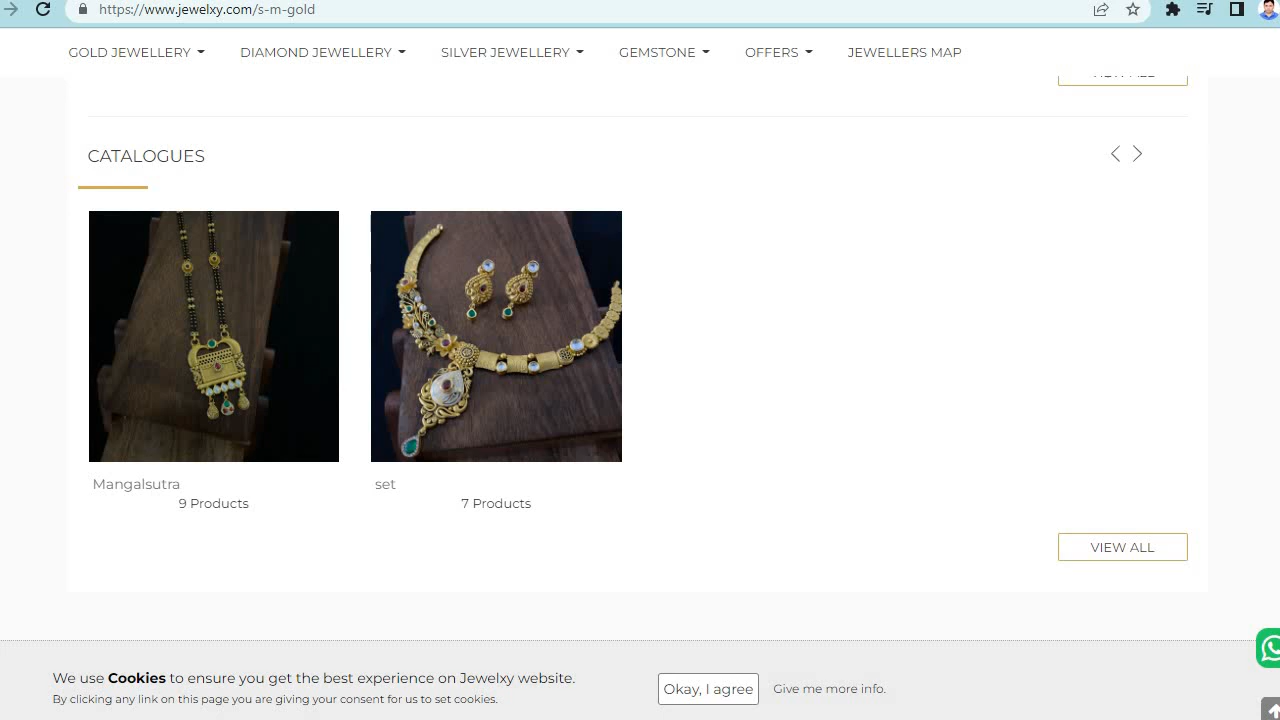 https://www.jewelxy.com/s-m-gold
GOLD JEWELLERY DIAMOND JEWELLERY SILVER JEWELLERY GEMSTONE OFFERS JEWELLERS MAP
CATALOGUES
Mangalsutra
9 Products
set
7 Products
VIEW ALL
We use Cookies to ensure you get the best experience on Jewelxy website.
By clicking any link on this page you are giving your consent for us to set cookies.
Okay, I agree
Give me more info.